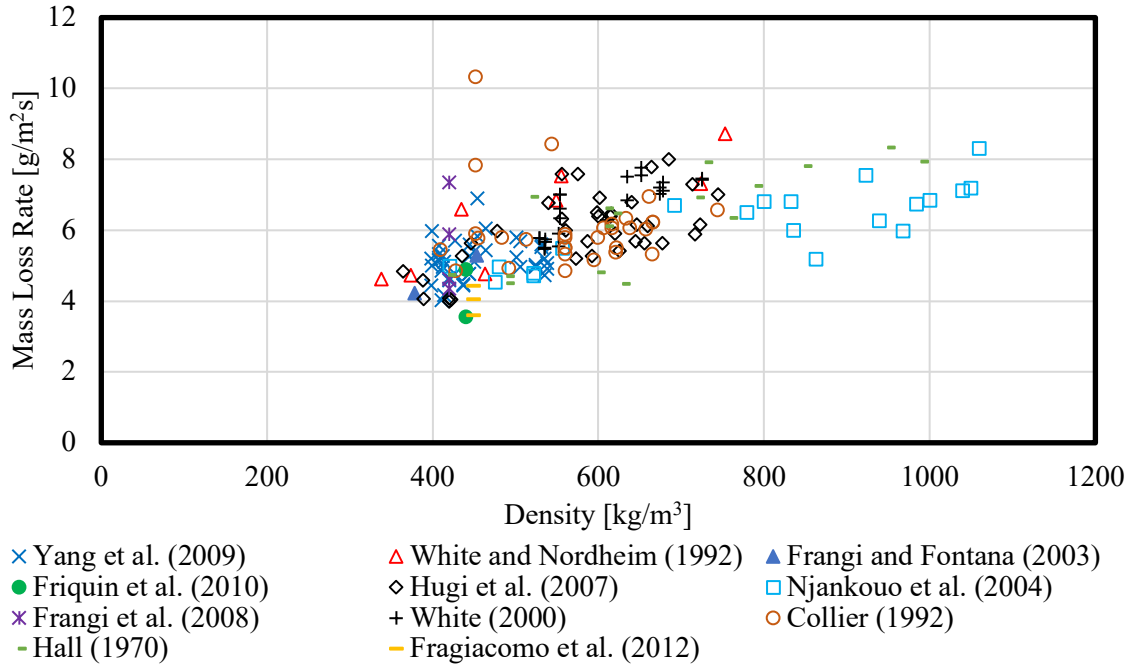 12
10
8
6
4
2
0
Mass Loss Rate [g/m²s]
0 200 400 600 800 1000 1200
Density [kg/m³]
Yang et al. (2009) White and Nordheim (1992) Frangi and Fontana (2003)
Friquin et al. (2010) Hugi et al. (2007) Njankouo et al. (2004)
Frangi et al. (2008) White (2000) Collier (1992)
Hall (1970) Fragiacomo et al. (2012)